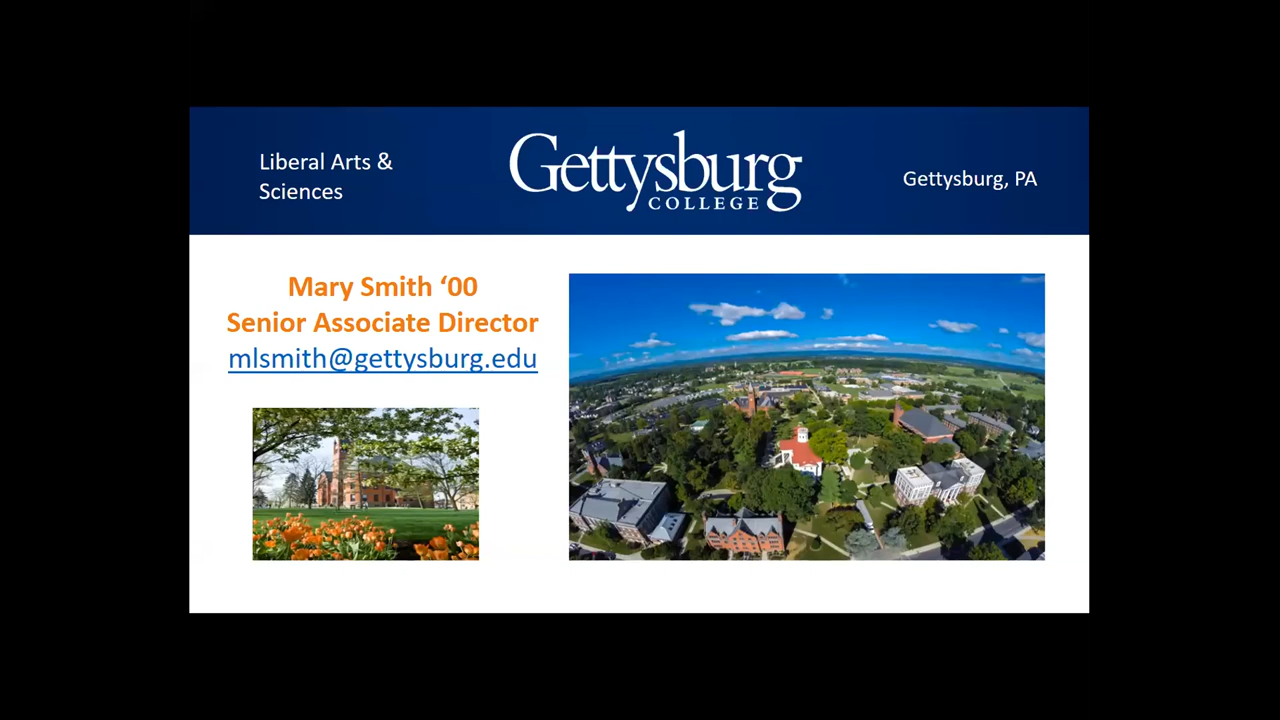 Liberal Arts &
Sciences
Gettysburg
COLLEGE
Gettysburg, PA
Mary Smith ‘00
Senior Associate Director
mlsmith@gettysburg.edu